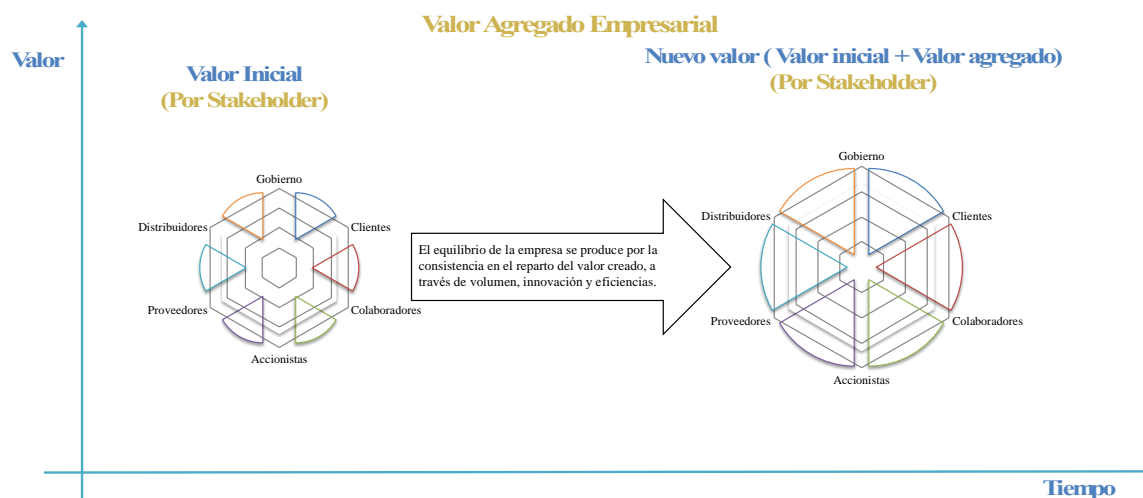 Valor Agregado Empresarial
Valor
Valor Inicial
(Por Stakeholder)
Nuevo valor ( Valor inicial + Valor agregado)
(Por Stakeholder)
Gobierno
Distribuidores
Clientes
Proveedores
Colaboradores
Accionistas
El equilibrio de la empresa se produce por la
consistencia en el reparto del valor creado, a
través de volumen, innovación y eficiencias.
Gobierno
Distribuidores
Clientes
Proveedores
Colaboradores
Accionistas
Tiempo